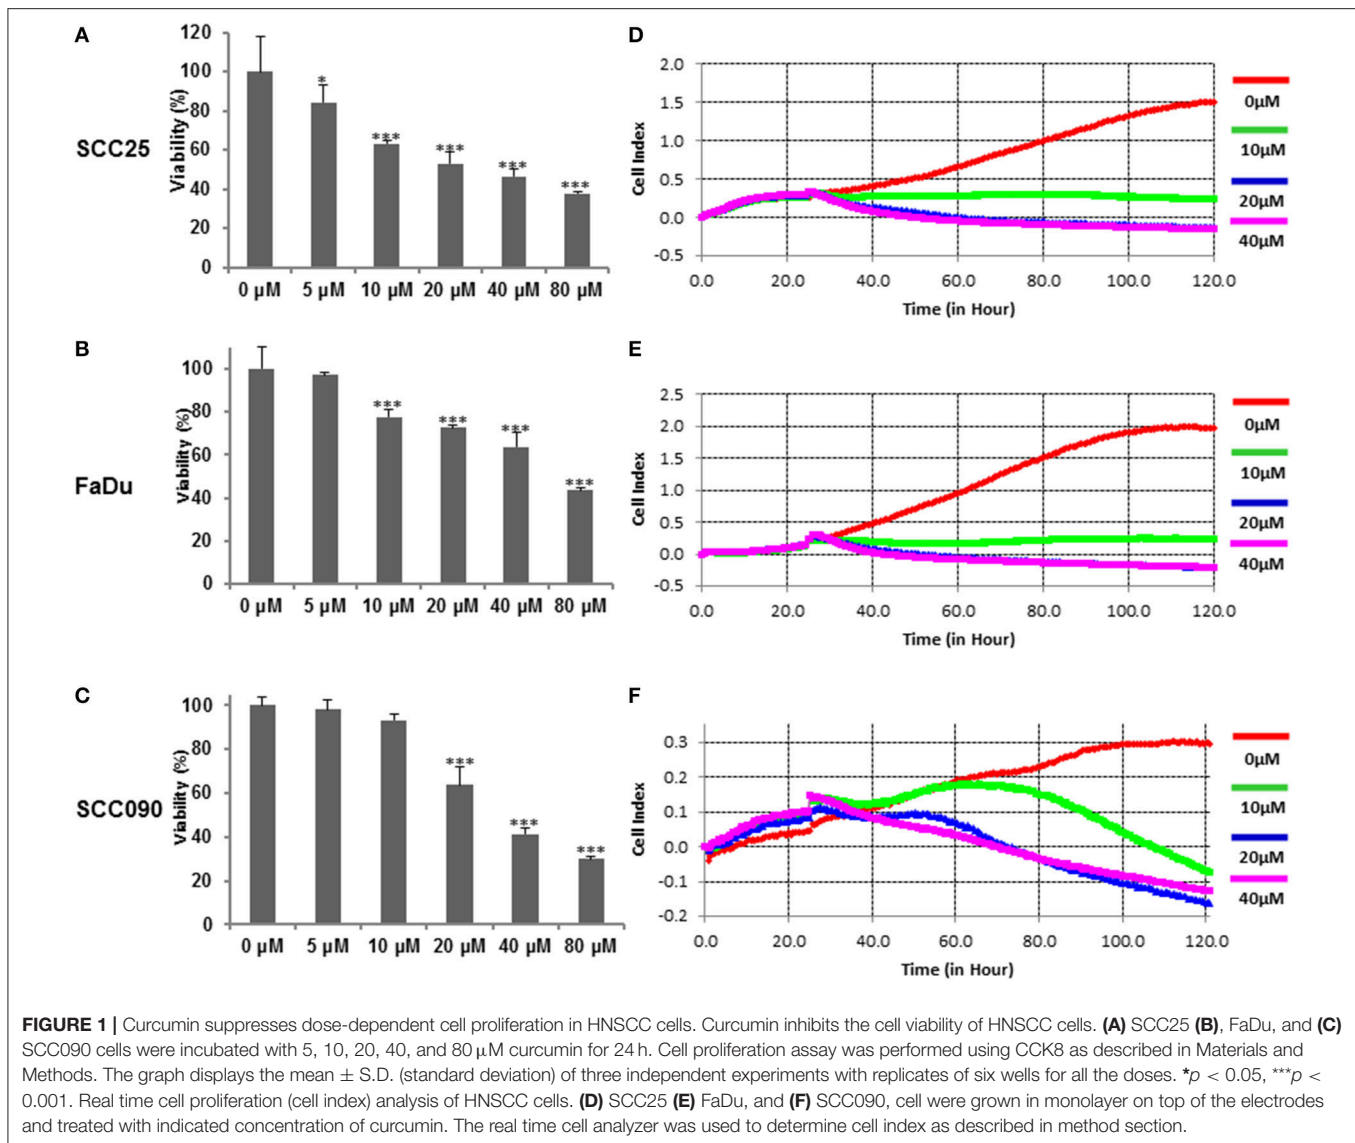 A
SCC25
Viability (%)
120
100
80
60
40
20
0
*
***
***
***
***
0 µM 5 µM 10 µM 20 µM 40 µM 80 µM
D
Cell Index
2.0
1.5
1.0
0.5
0.0
-0.5
0.0 20.0 40.0 60.0 80.0 100.0 120.0
Time (in Hour)
0µM
10µM
20µM
40µM
B
FaDu
Viability (%)
100
80
60
40
20
0
***
***
***
***
0 µM 5 µM 10 µM 20 µM 40 µM 80 µM
E
Cell Index
2.5
2.0
1.5
1.0
0.5
0.0
-0.5
0.0 20.0 40.0 60.0 80.0 100.0 120.0
Time (in Hour)
0µM
10µM
20µM
40µM
C
SCC090
Viability (%)
100
80
60
40
20
0
***
***
***
0 µM 5 µM 10 µM 20 µM 40 µM 80 µM
F
Cell Index
0.3
0.2
0.1
0.0
-0.1
-0.2
0.0 20.0 40.0 60.0 80.0 100.0 120.0
Time (in Hour)
0µM
10µM
20µM
40µM
FIGURE 1 | Curcumin suppresses dose-dependent cell proliferation in HNSCC cells. Curcumin inhibits the cell viability of HNSCC cells. (A) SCC25 (B), FaDu, and (C)
SCC090 cells were incubated with 5, 10, 20, 40, and 80 µM curcumin for 24 h. Cell proliferation assay was performed using CCK8 as described in Materials and
Methods. The graph displays the mean ± S.D. (standard deviation) of three independent experiments with replicates of six wells for all the doses. *p < 0.05, ***p <
0.001. Real time cell proliferation (cell index) analysis of HNSCC cells. (D) SCC25 (E) FaDu, and (F) SCC090, cell were grown in monolayer on top of the electrodes
and treated with indicated concentration of curcumin. The real time cell analyzer was used to determine cell index as described in method section.